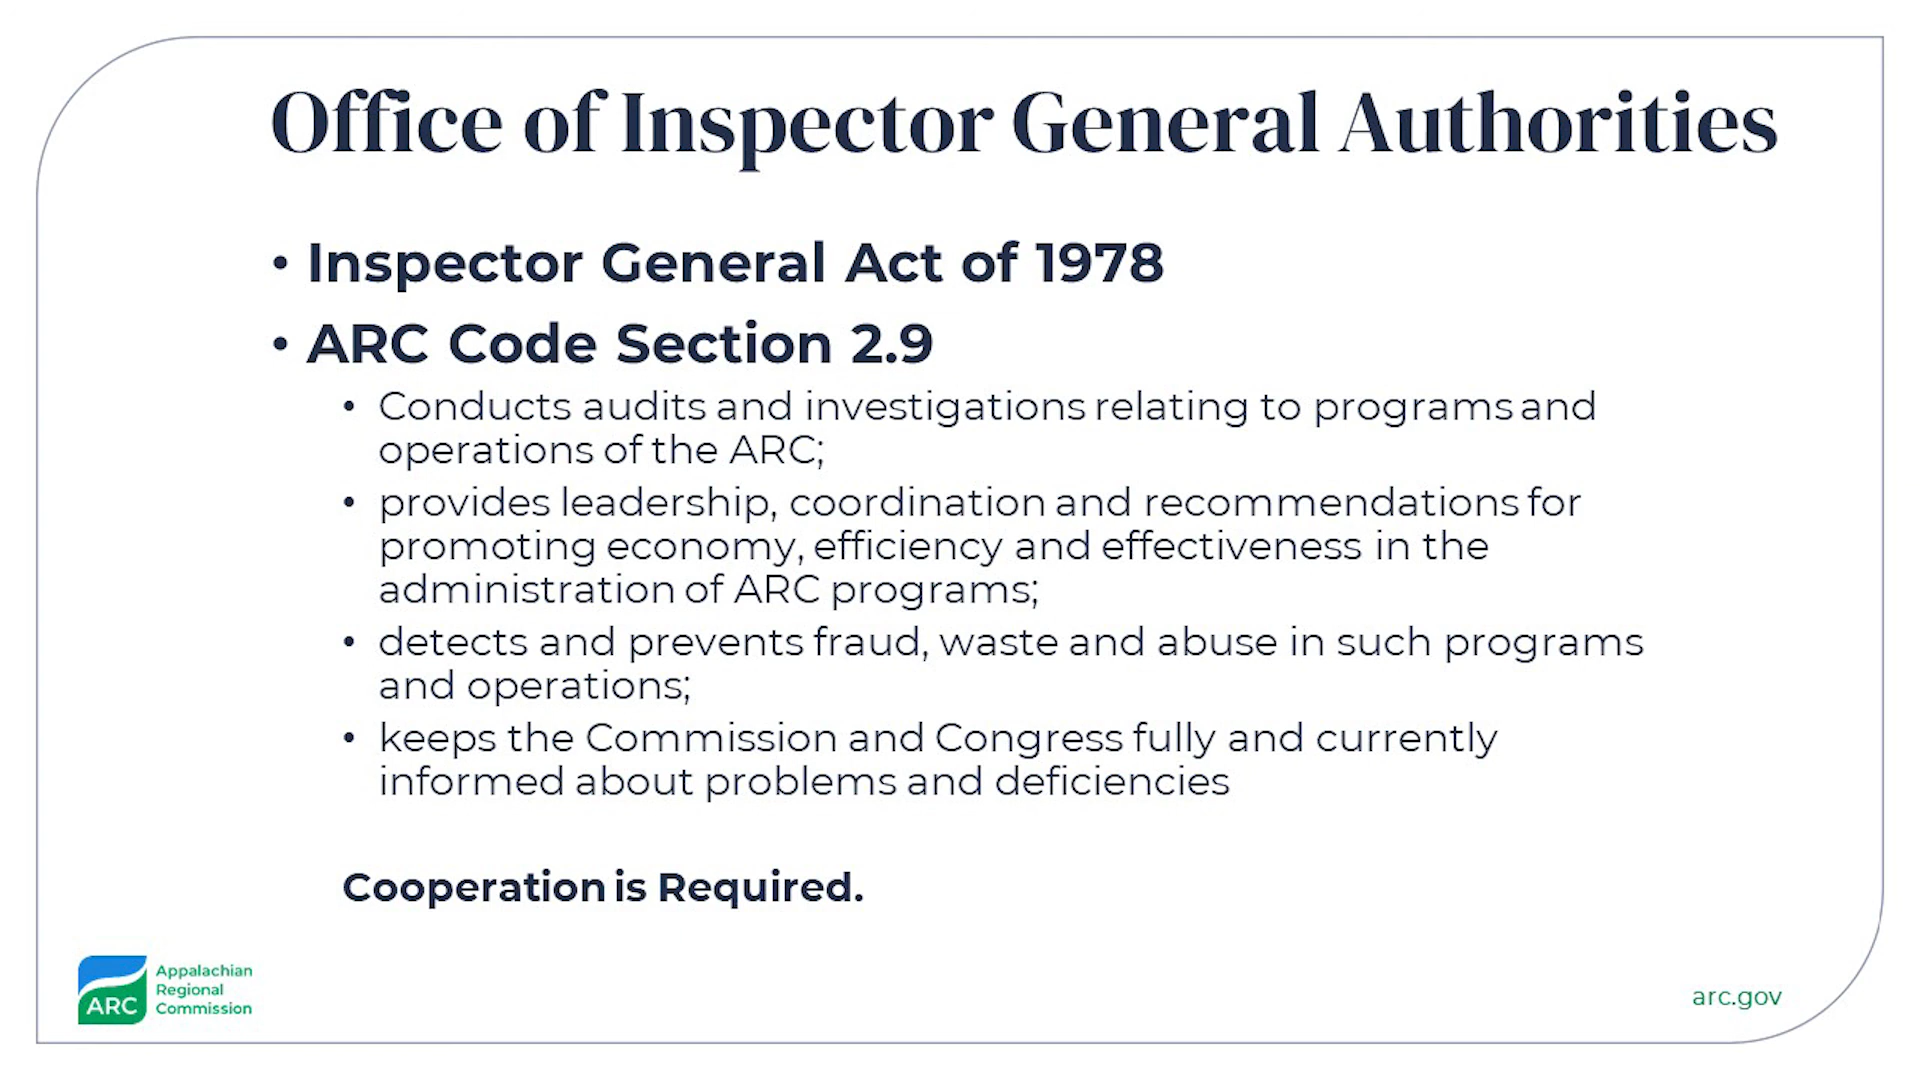 Office of Inspector General Authorities
• Inspector General Act of 1978
• ARC Code Section 2.9
• Conducts audits and investigations relating to programs and
operations of the ARC;
• provides leadership, coordination and recommendations for
promoting economy, efficiency and effectiveness in the
administration of ARC programs;
• detects and prevents fraud, waste and abuse in such programs
and operations;
• keeps the Commission and Congress fully and currently
informed about problems and deficiencies
Cooperation is Required.
ARC
Appalachian
Regional
Commission
arc.gov